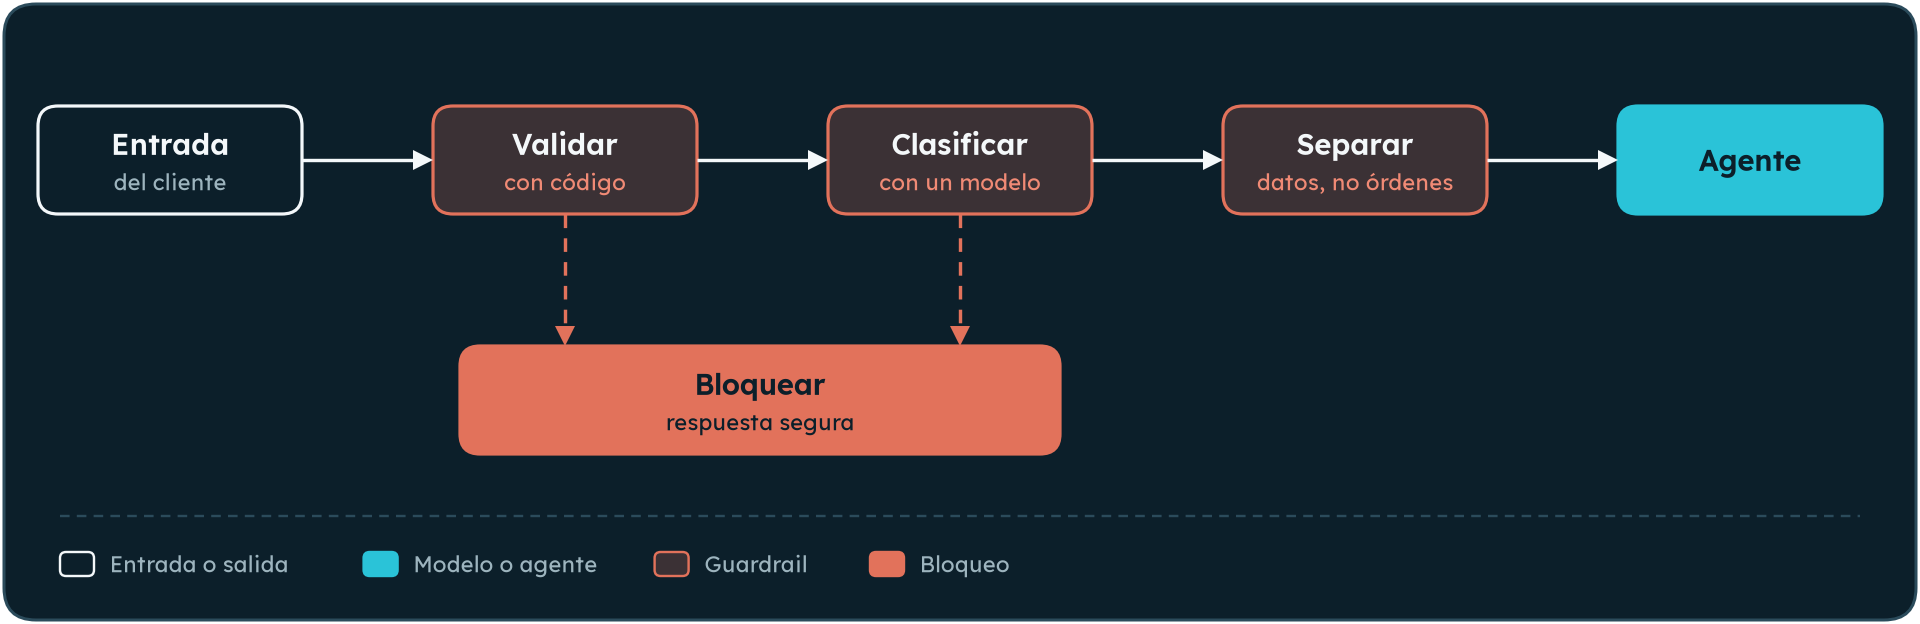 Entrada
del cliente
Validar
con código
Clasificar
con un modelo
Separar
datos, no órdenes
Agente
Bloquear
respuesta segura
Entrada o salida
Modelo o agente
Guardrail
Bloqueo